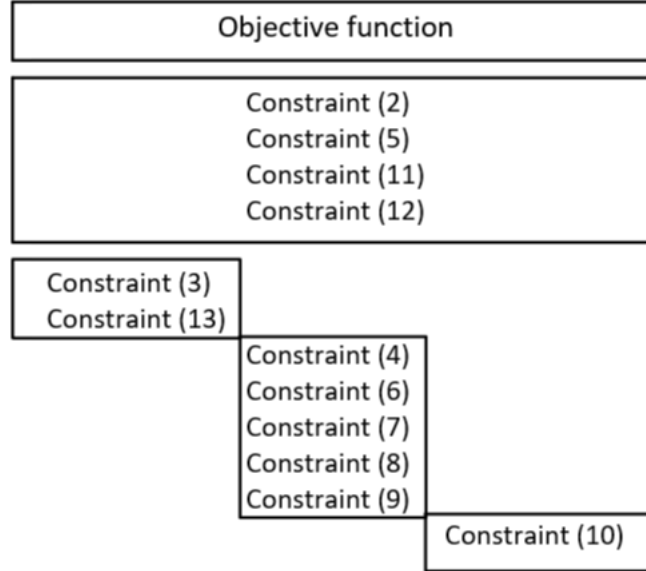 Objective function
Constraint (2)
Constraint (5)
Constraint (11)
Constraint (12)
Constraint (3)
Constraint (13)
Constraint (4)
Constraint (6)
Constraint (7)
Constraint (8)
Constraint (9)
Constraint (10)